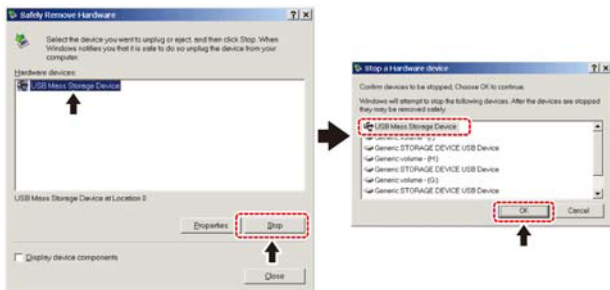 Safely Remove Hardware
Select the device you want to unplug or eject, and then click Stop. When
Windows notifies you that it is safe to do so unplug the device from your
computer.
Hardware devices:
USB Mass Storage Device
USB Mass Storage Device at Location 0
Properties
Stop
Display device components
Close
Stop a Hardware device
Confirm devices to be stopped, Choose OK to continue.
Windows will attempt to stop the following devices. After the devices are stopped
they may be removed safely.
USB Mass Storage Device
Generic volume - (I:)
Generic STORAGE DEVICE USB Device
Generic volume - (H:)
Generic STORAGE DEVICE USB Device
Generic volume - (G:)
Generic STORAGE DEVICE USB Device
OK
Cancel